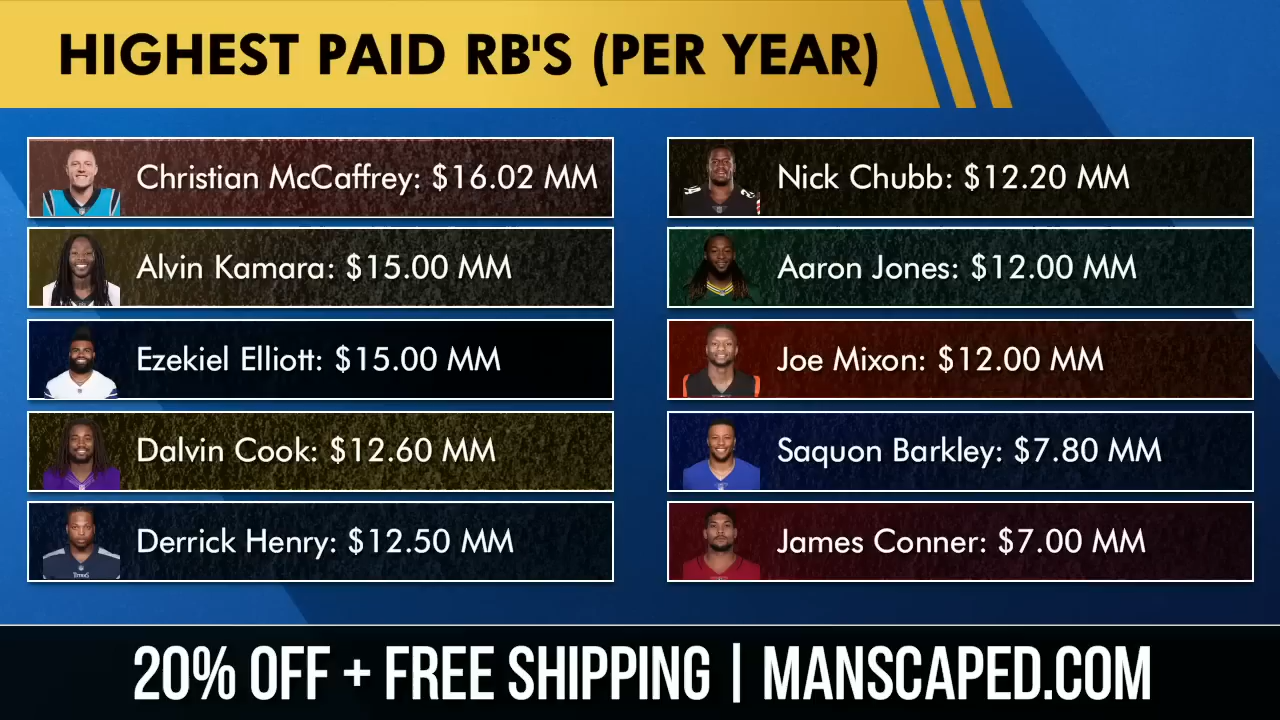 HIGHEST PAID RB'S (PER YEAR)
Christian McCaffrey: $16.02 MM
Alvin Kamara: $15.00 MM
Ezekiel Elliott: $15.00 MM
Dalvin Cook: $12.60 MM
Derrick Henry: $12.50 MM
Nick Chubb: $12.20 MM
Aaron Jones: $12.00 MM
Joe Mixon: $12.00 MM
Saquon Barkley: $7.80 MM
James Conner: $7.00 MM
20% OFF + FREE SHIPPING | MANSCAPED.COM